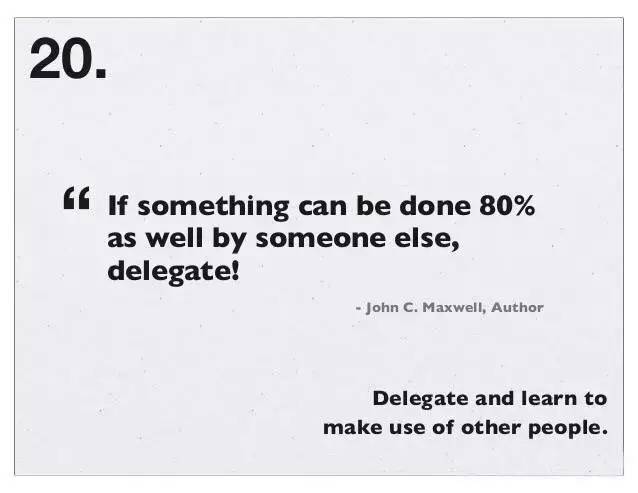 20.
“ If something can be done 80%
as well by someone else,
delegate!
- John C. Maxwell, Author
Delegate and learn to
make use of other people.